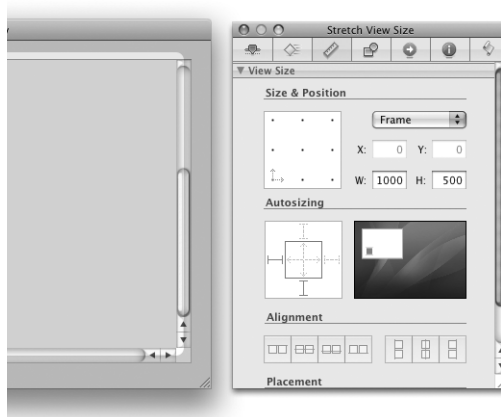 Stretch View Size
View Size
Size & Position
Frame
X: 0 Y: 0
W: 1000 H: 500
Autosizing
Alignment
Placement